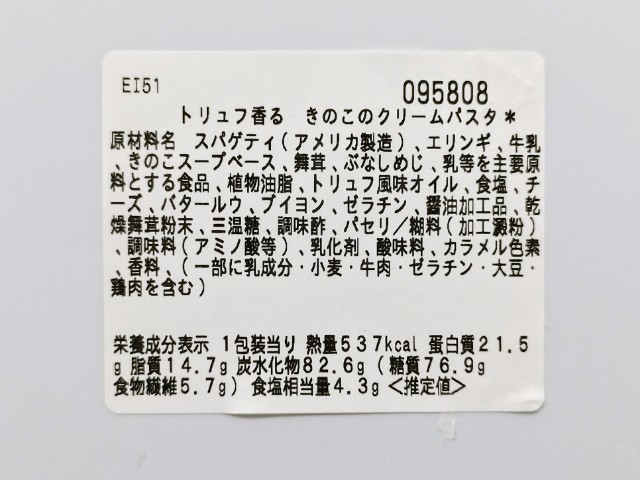 EI51
095808
トリュフ香る きのこのクリームパスタ*
原材料名 スパゲティ(アメリカ製造)、エリンギ、牛乳
、きのこスープベース、舞茸、ぶなしめじ、乳等を主要原
料とする食品、植物油脂、トリュフ風味オイル、食塩、チ
ーズ、バタールウ、ブイヨン、ゼラチン、醤油加工品、乾
燥舞茸粉末、三温糖、調味酢、パセリ/糊料(加工澱粉)
、調味料(アミノ酸等)、乳化剤、酸味料、カラメル色素
、香料、(一部に乳成分・小麦・牛肉・ゼラチン・大豆・
鶏肉を含む)
栄養成分表示 1包装当り 熱量537kcal 蛋白質21.5
g 脂質14.7g 炭水化物82.6g(糖質76.9g
食物繊維5.7g) 食塩相当量4.3g <推定値>